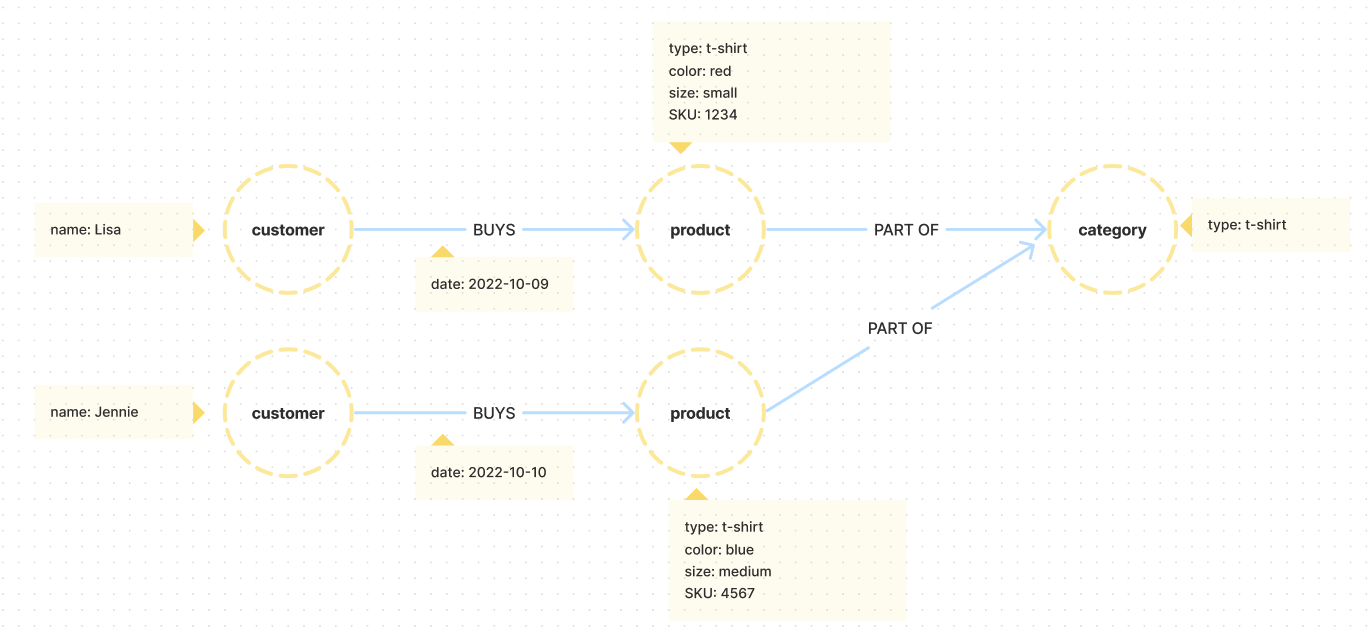 type: t-shirt
color: red
size: small
SKU: 1234
name: Lisa
customer
BUYS
product
PART OF
category
type: t-shirt
date: 2022-10-09
PART OF
name: Jennie
customer
BUYS
product
date: 2022-10-10
type: t-shirt
color: blue
size: medium
SKU: 4567